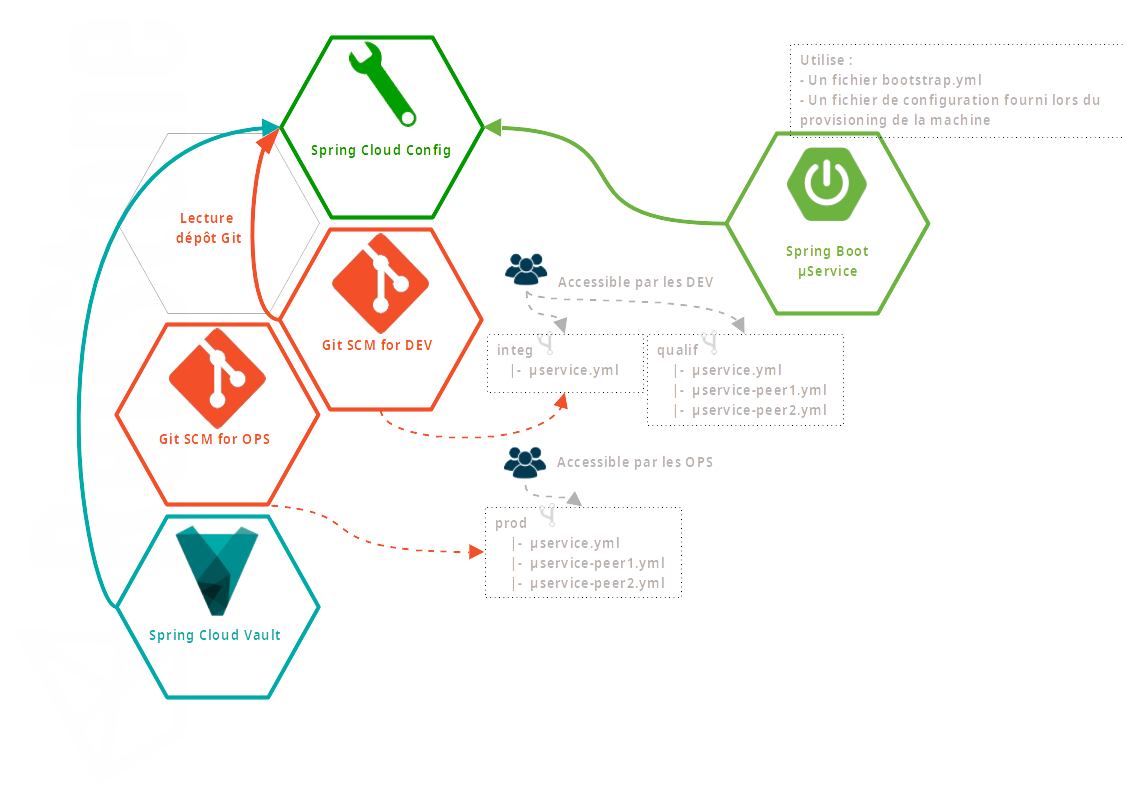 Utilise :
- Un fichier bootstrap.yml
- Un fichier de configuration fourni lors du
provisioning de la machine
Spring Cloud Config
Lecture
dépôt Git
Spring Boot
µService
Git SCM for DEV
Accessible par les DEV
integ
|- µservice.yml
qualif
|- µservice.yml
|- µservice-peer1.yml
|- µservice-peer2.yml
Git SCM for OPS
Accessible par les OPS
prod
|- µservice.yml
|- µservice-peer1.yml
|- µservice-peer2.yml
Spring Cloud Vault